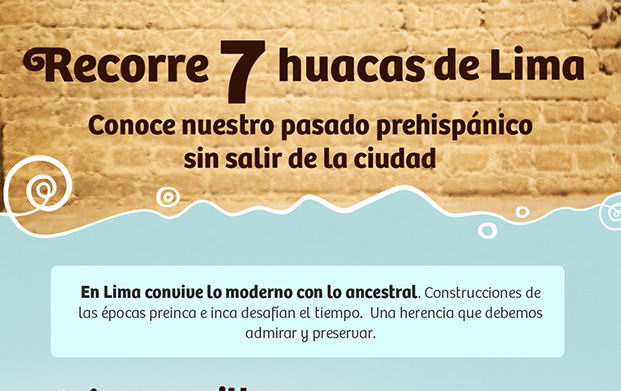 Recorre 7 huacas de Lima
Conoce nuestro pasado prehispánico
sin salir de la ciudad
En Lima convive lo moderno con lo ancestral. Construcciones de
las épocas preinca e inca desafían el tiempo. Una herencia que debemos
admirar y preservar.